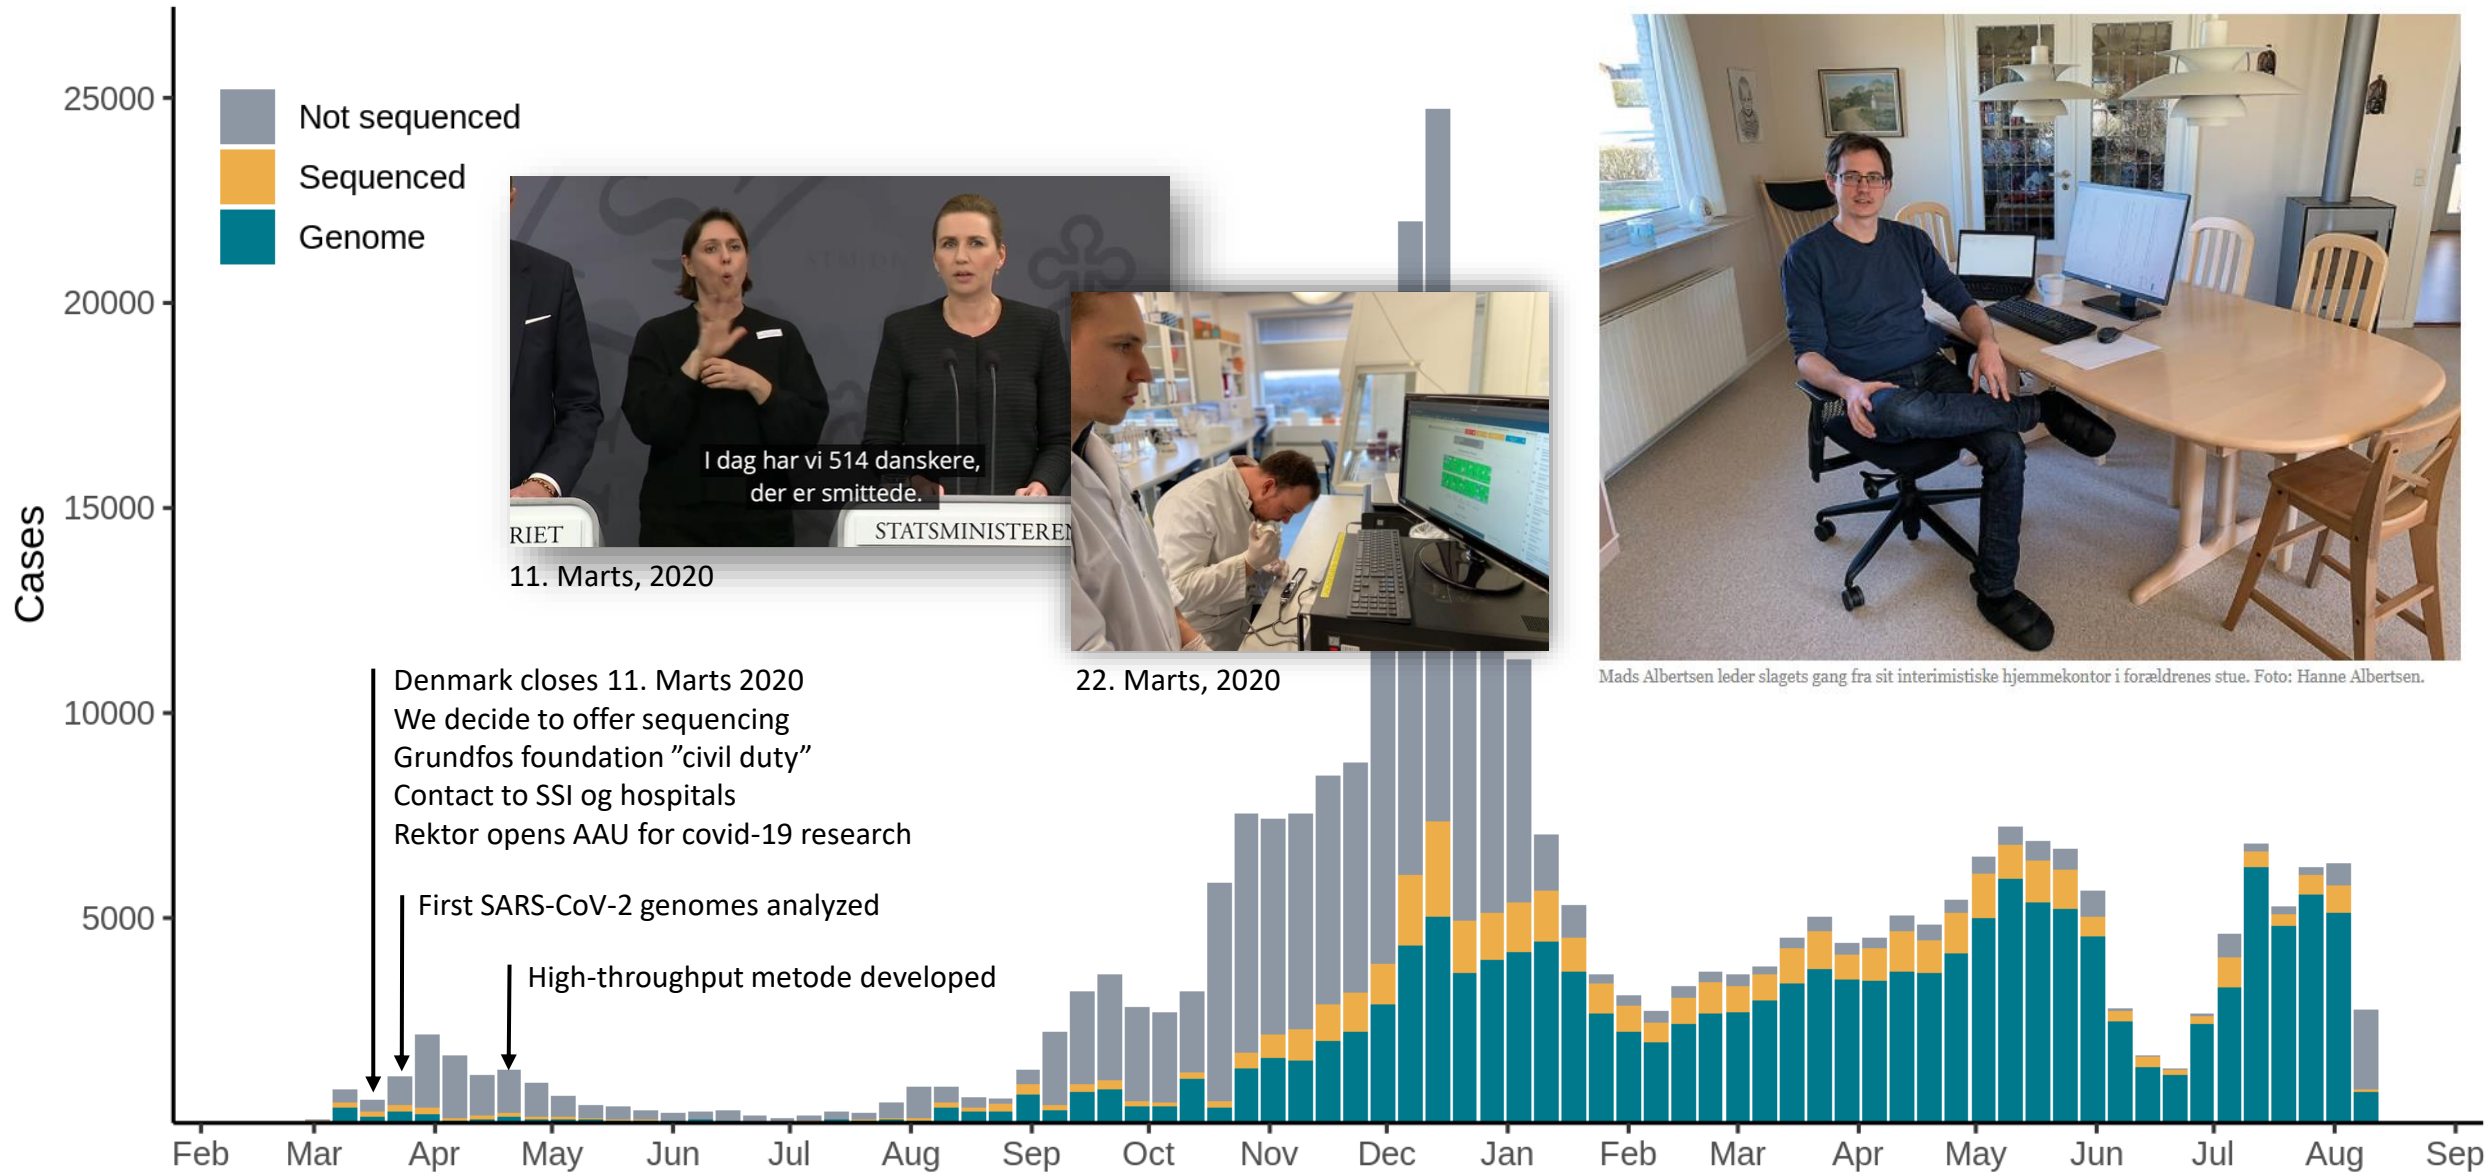 25000
20000
15000
10000
5000
Cases
Not sequenced
Sequenced
Genome
I dag har vi 514 danskere,
der er smittede.
RIET
STATSMINISTEREN
11. Marts, 2020
22. Marts, 2020
Mads Albertsen leder slagets gang fra sit interimistiske hjemmekontor i forældrenes stue. Foto: Hanne Albertsen.
Denmark closes 11. Marts 2020
We decide to offer sequencing
Grundfos foundation ”civil duty”
Contact to SSI og hospitals
Rektor opens AAU for covid-19 research
First SARS-CoV-2 genomes analyzed
High-throughput metode developed
Feb Mar Apr May Jun Jul Aug Sep Oct Nov Dec Jan Feb Mar Apr May Jun Jul Aug Sep